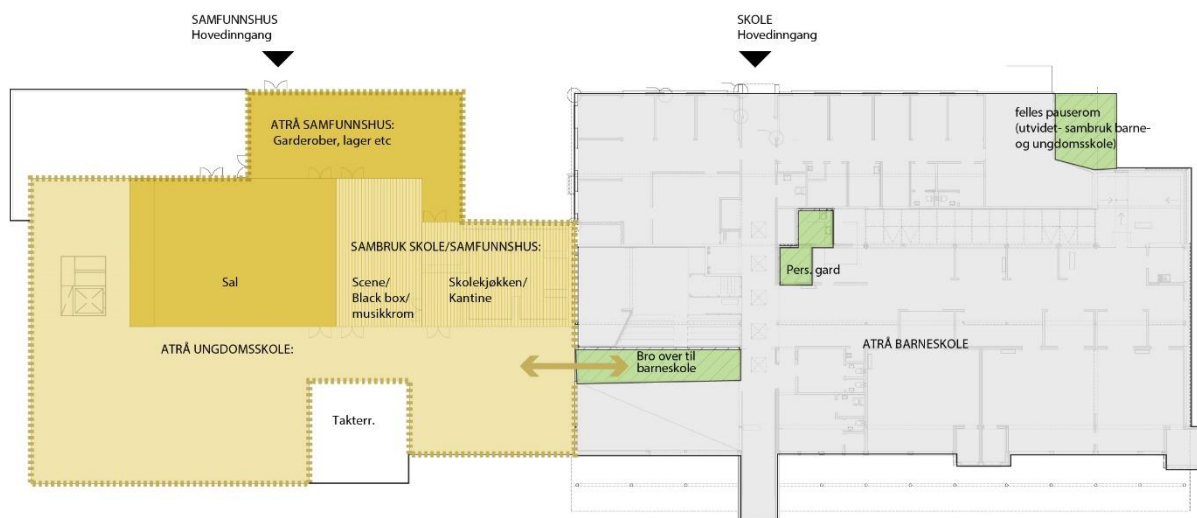 SAMFUNNSHUS
Hovedinngang
SKOLE
Hovedinngang
ATRÅ SAMFUNNSHUS:
Garderober, lager etc
felles pauserom
(utvidet- sambruk barne-
og ungdomsskole)
SAMBRUK SKOLE/SAMFUNNSHUS:
Sal
Scene/
Black box/
musikkrom
Skolekjøkken/
Kantine
Pers. gard
ATRÅ UNGDOMSSKOLE:
Bro over til
barneskole
ATRÅ BARNESKOLE
Takterr.